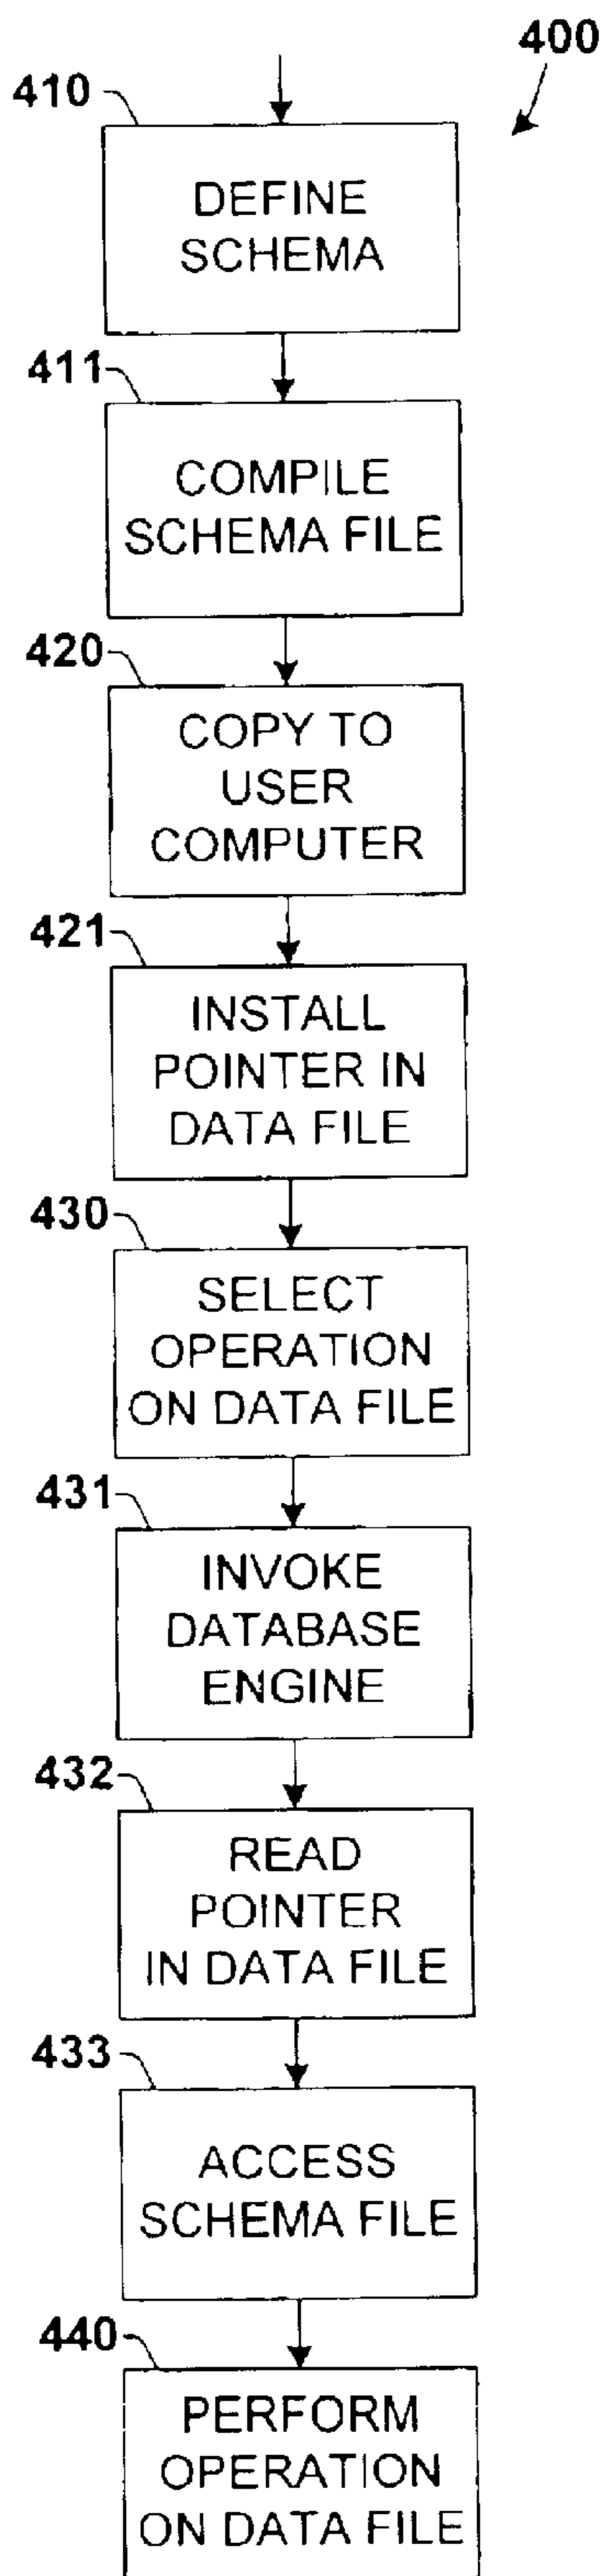 400
410
DEFINE
SCHEMA
411
COMPILE
SCHEMA FILE
420
COPY TO
USER
COMPUTER
421
INSTALL
POINTER IN
DATA FILE
430
SELECT
OPERATION
ON DATA FILE
431
INVOKE
DATABASE
ENGINE
432
READ
POINTER
IN DATA FILE
433
ACCESS
SCHEMA FILE
440
PERFORM
OPERATION
ON DATA FILE